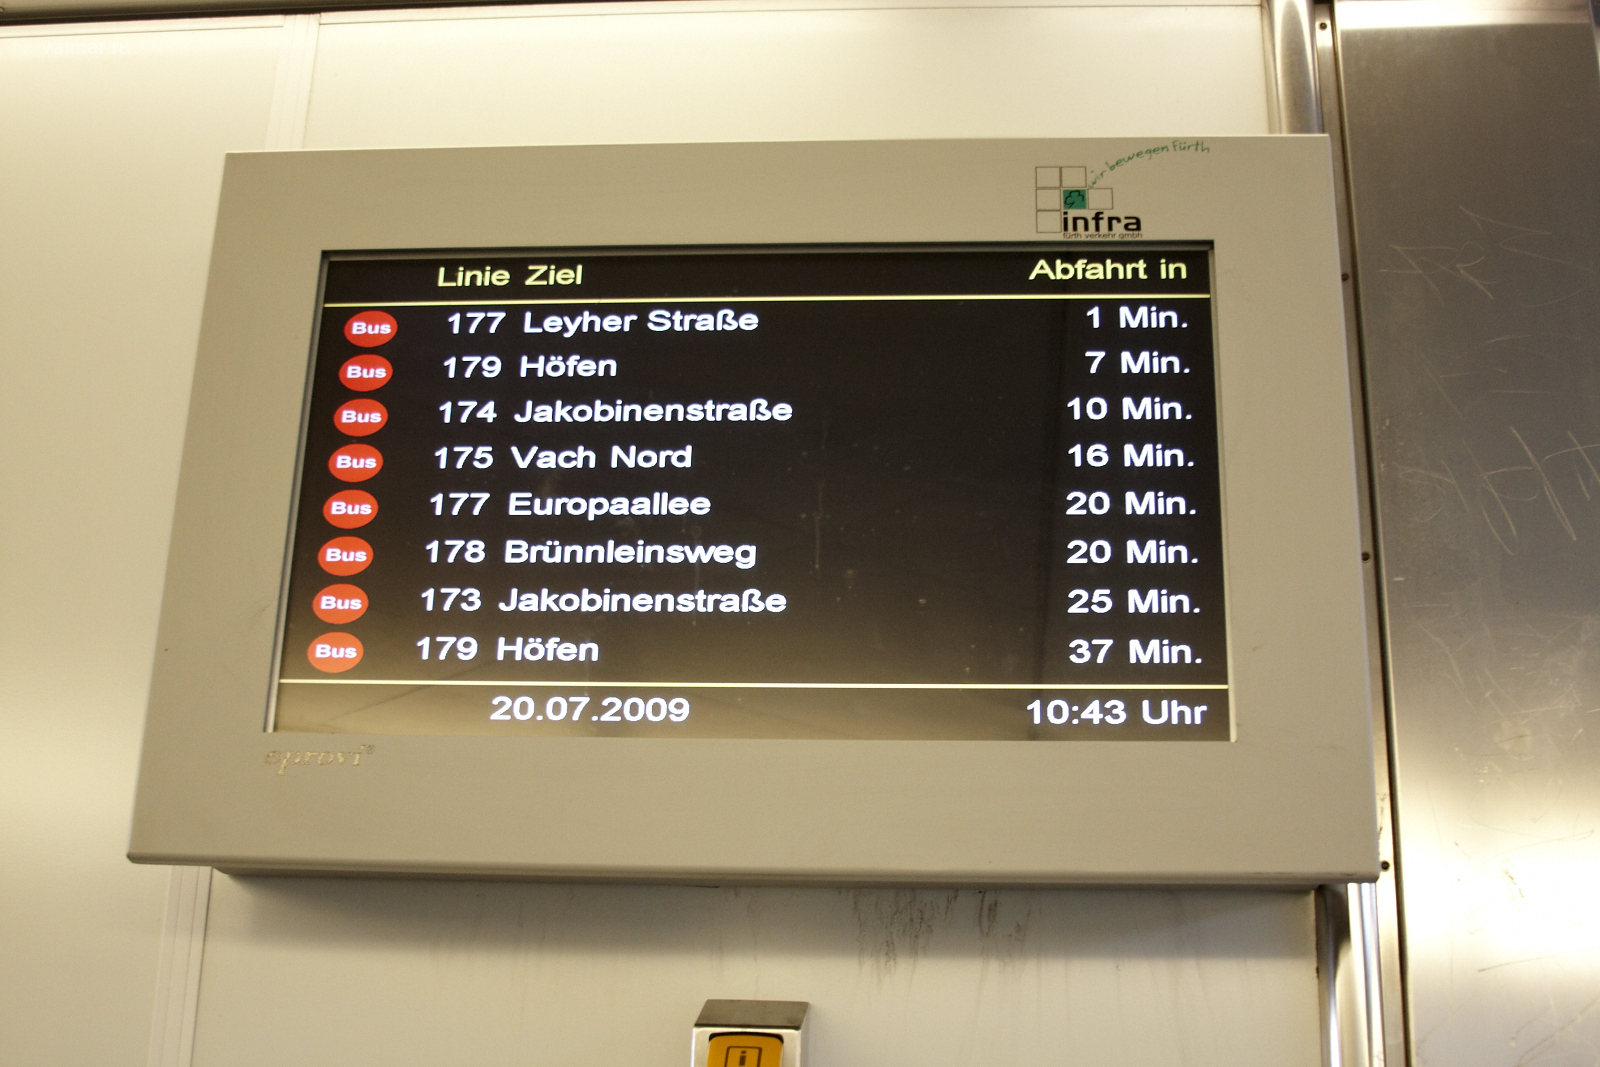 wir bewegen fürth
infra
fürth verkehr gmbh
Linie Ziel Abfahrt in
Bus 177 Leyher Straße 1 Min.
Bus 179 Höfen 7 Min.
Bus 174 Jakobinenstraße 10 Min.
Bus 175 Vach Nord 16 Min.
Bus 177 Europaallee 20 Min.
Bus 178 Brünnleinsweg 20 Min.
Bus 173 Jakobinenstraße 25 Min.
Bus 179 Höfen 37 Min.
20.07.2009 10:43 Uhr
eprovi®
i